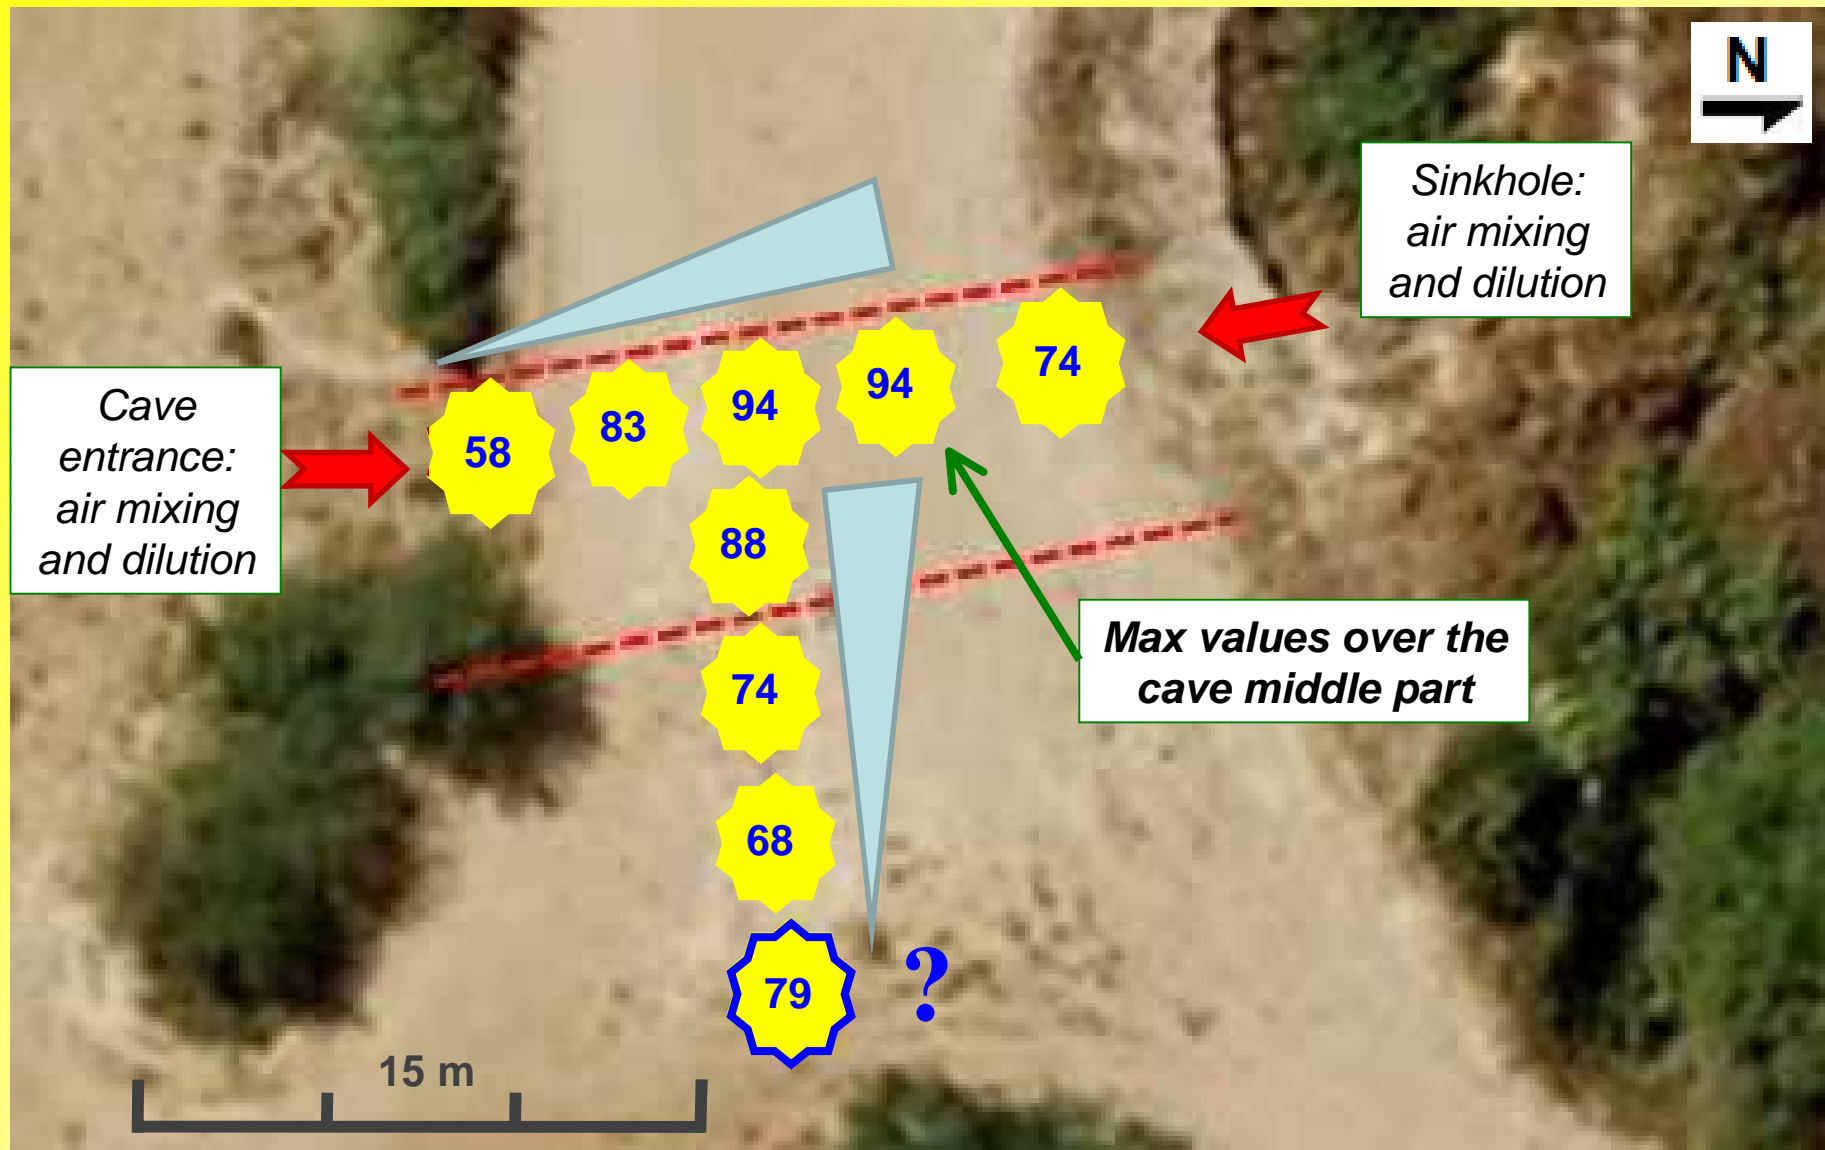 N
Sinkhole:
air mixing
and dilution
Cave
entrance:
air mixing
and dilution
58
83
94
94
74
88
74
68
79
?
Max values over the
cave middle part
15 m